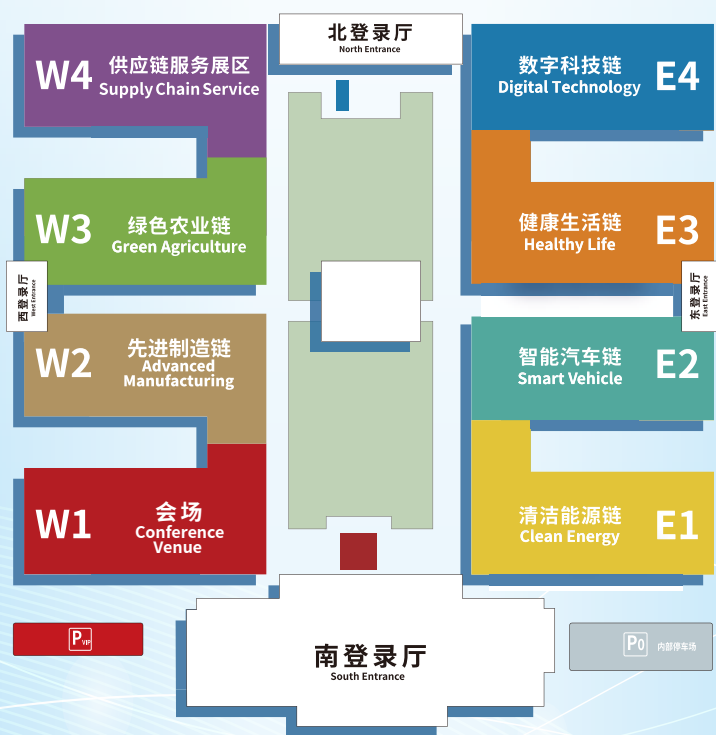 北登录厅
North Entrance
W4
供应链服务展区
Supply Chain Service
数字科技链
Digital Technology
E4
W3
绿色农业链
Green Agriculture
健康生活链
Healthy Life
E3
西登录厅
West Entrance
东登录厅
East Entrance
W2
先进制造链
Advanced
Manufacturing
智能汽车链
Smart Vehicle
E2
W1
会场
Conference
Venue
清洁能源链
Clean Energy
E1
P VIP
南登录厅
South Entrance
P0
内部停车场